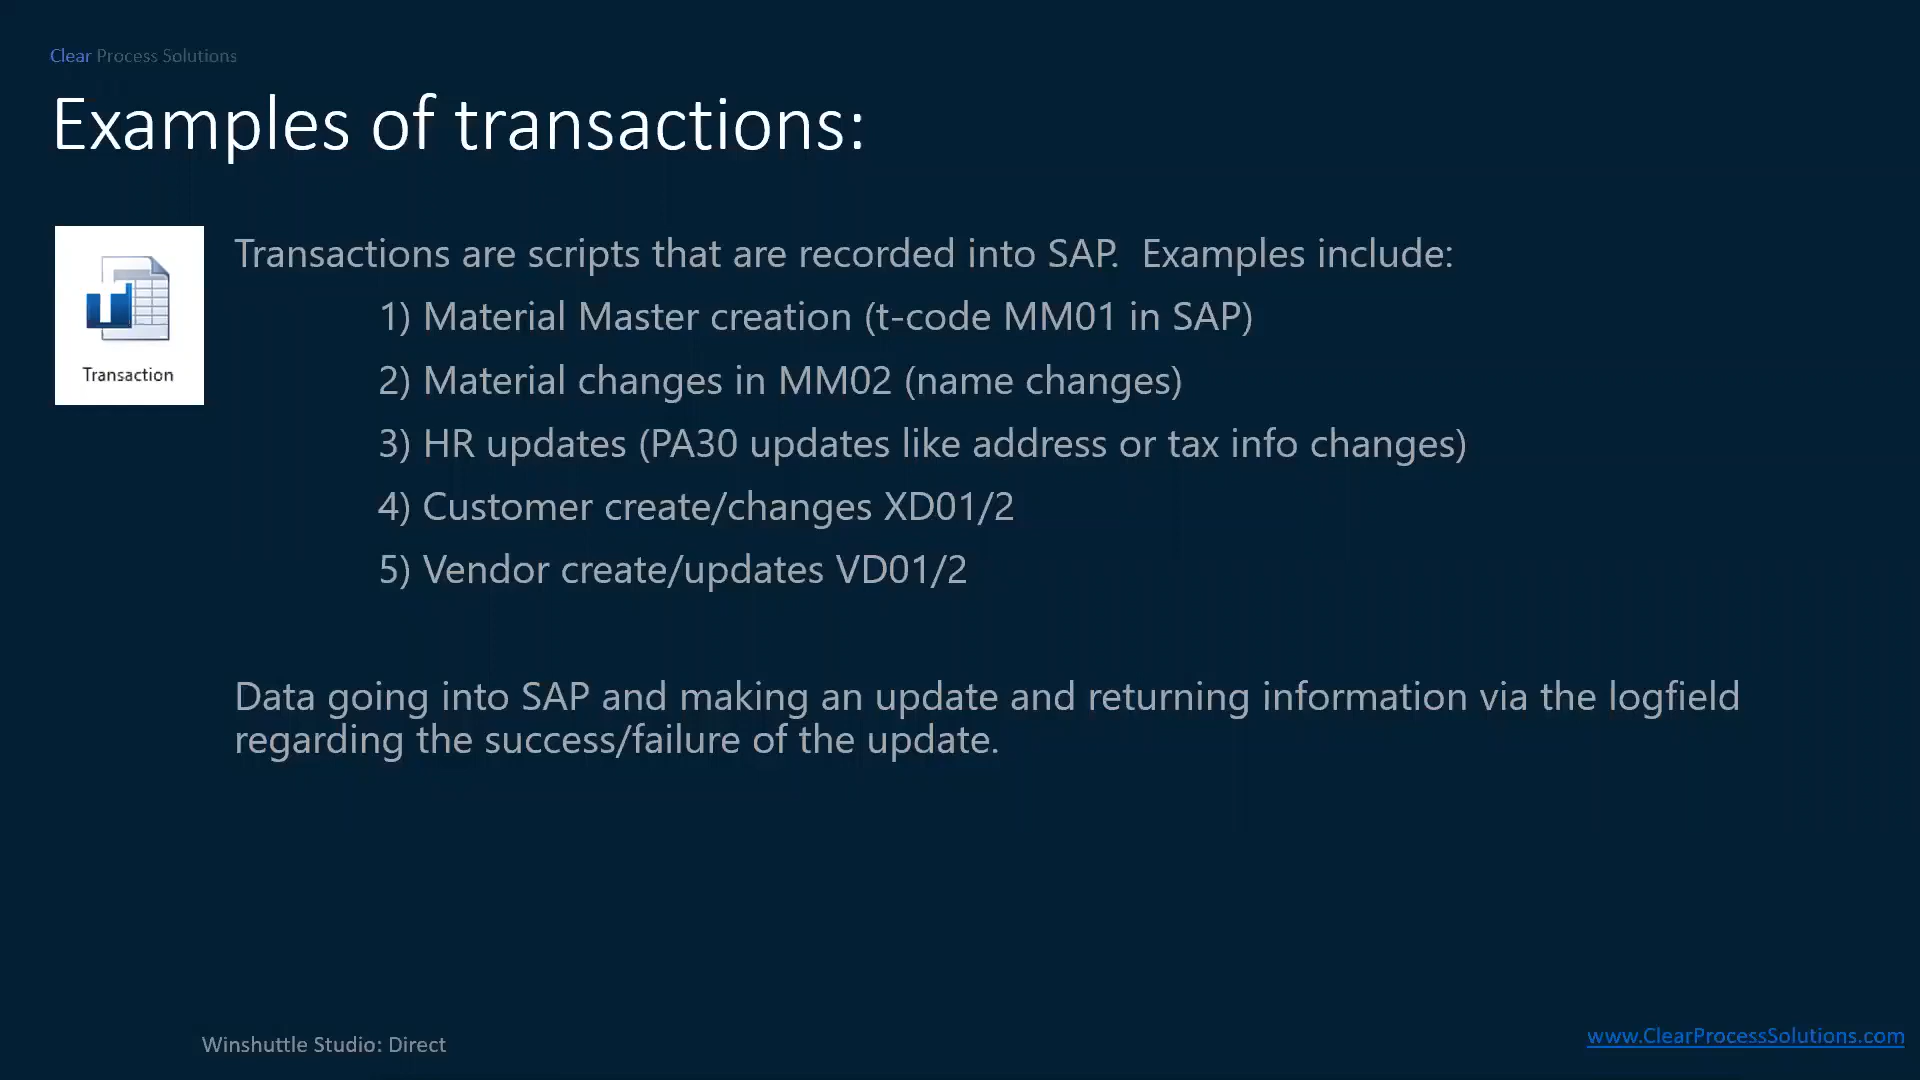 Clear Process Solutions
Examples of transactions:
Transaction
Transactions are scripts that are recorded into SAP.  Examples include:
1) Material Master creation (t-code MM01 in SAP)
2) Material changes in MM02 (name changes)
3) HR updates (PA30 updates like address or tax info changes)
4) Customer create/changes XD01/2
5) Vendor create/updates VD01/2
Data going into SAP and making an update and returning information via the logfield
regarding the success/failure of the update.
Winshuttle Studio: Direct
www.ClearProcessSolutions.com